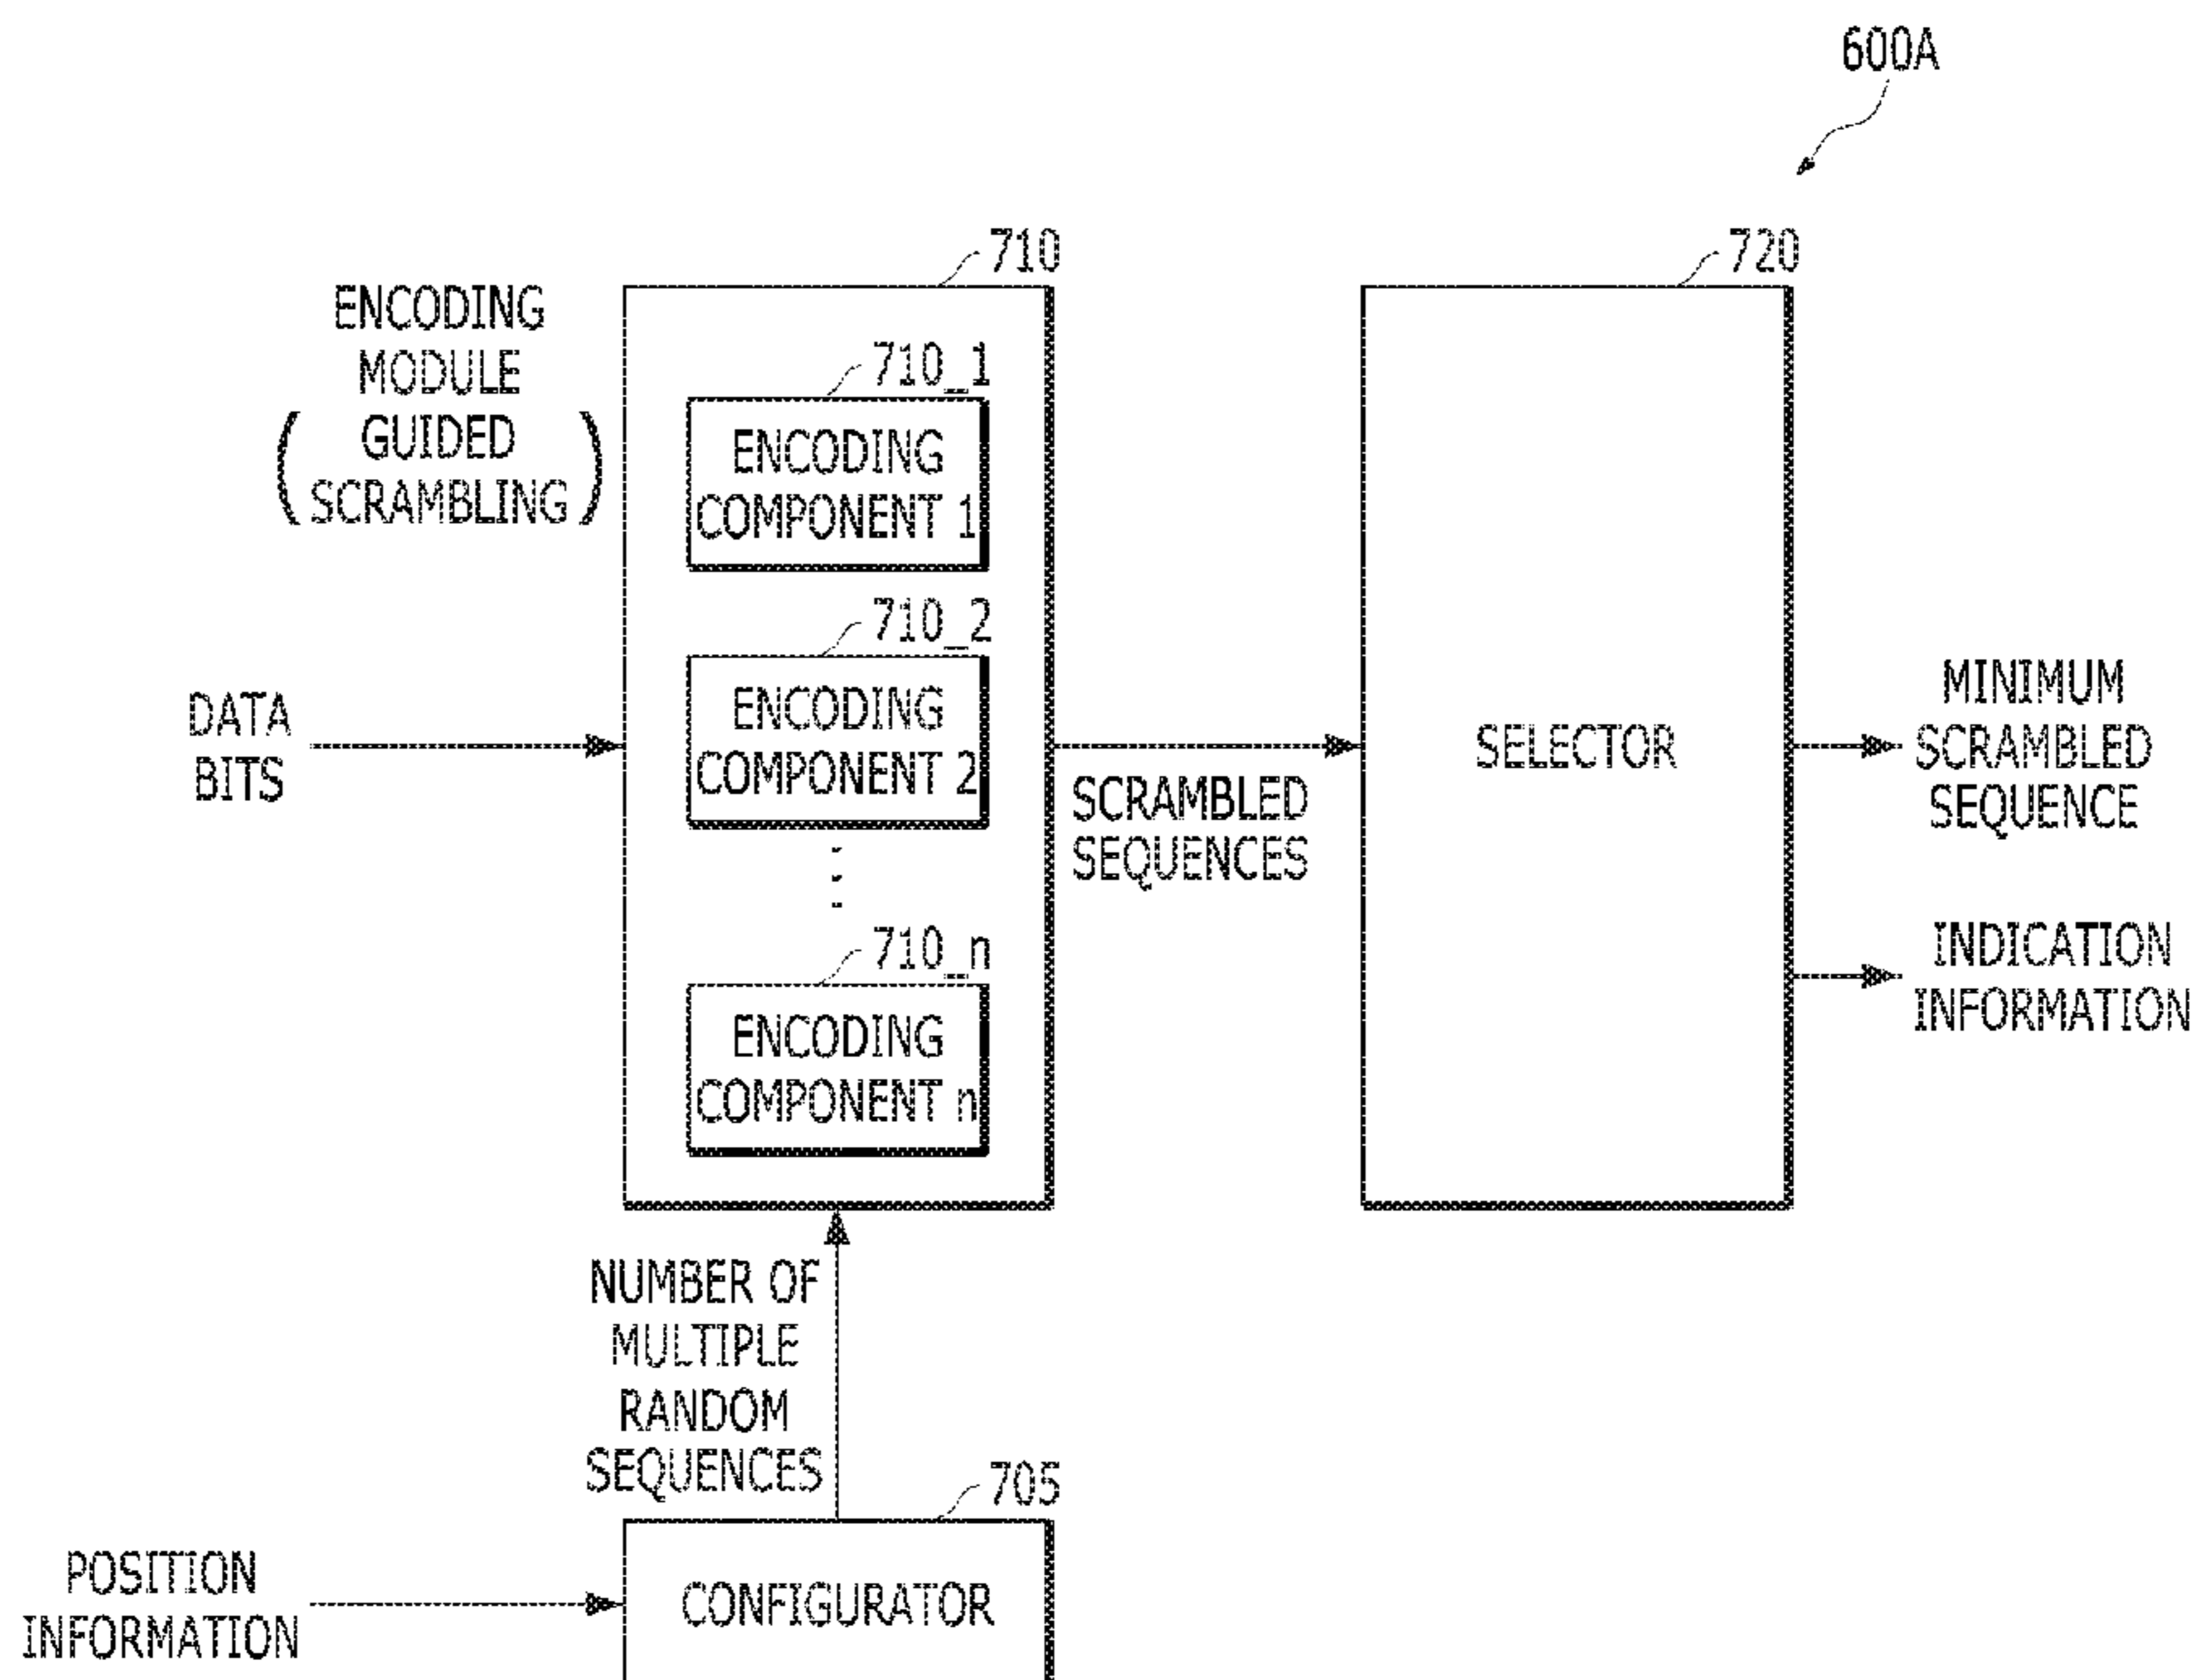 600A
710
720
ENCODING
MODULE
( GUIDED
SCRAMBLING )
710_1
ENCODING
COMPONENT 1
710_2
ENCODING
COMPONENT 2
710_n
ENCODING
COMPONENT n
DATA
BITS
SCRAMBLED
SEQUENCES
SELECTOR
MINIMUM
SCRAMBLED
SEQUENCE
INDICATION
INFORMATION
NUMBER OF
MULTIPLE
RANDOM
SEQUENCES
705
POSITION
INFORMATION
CONFIGURATOR